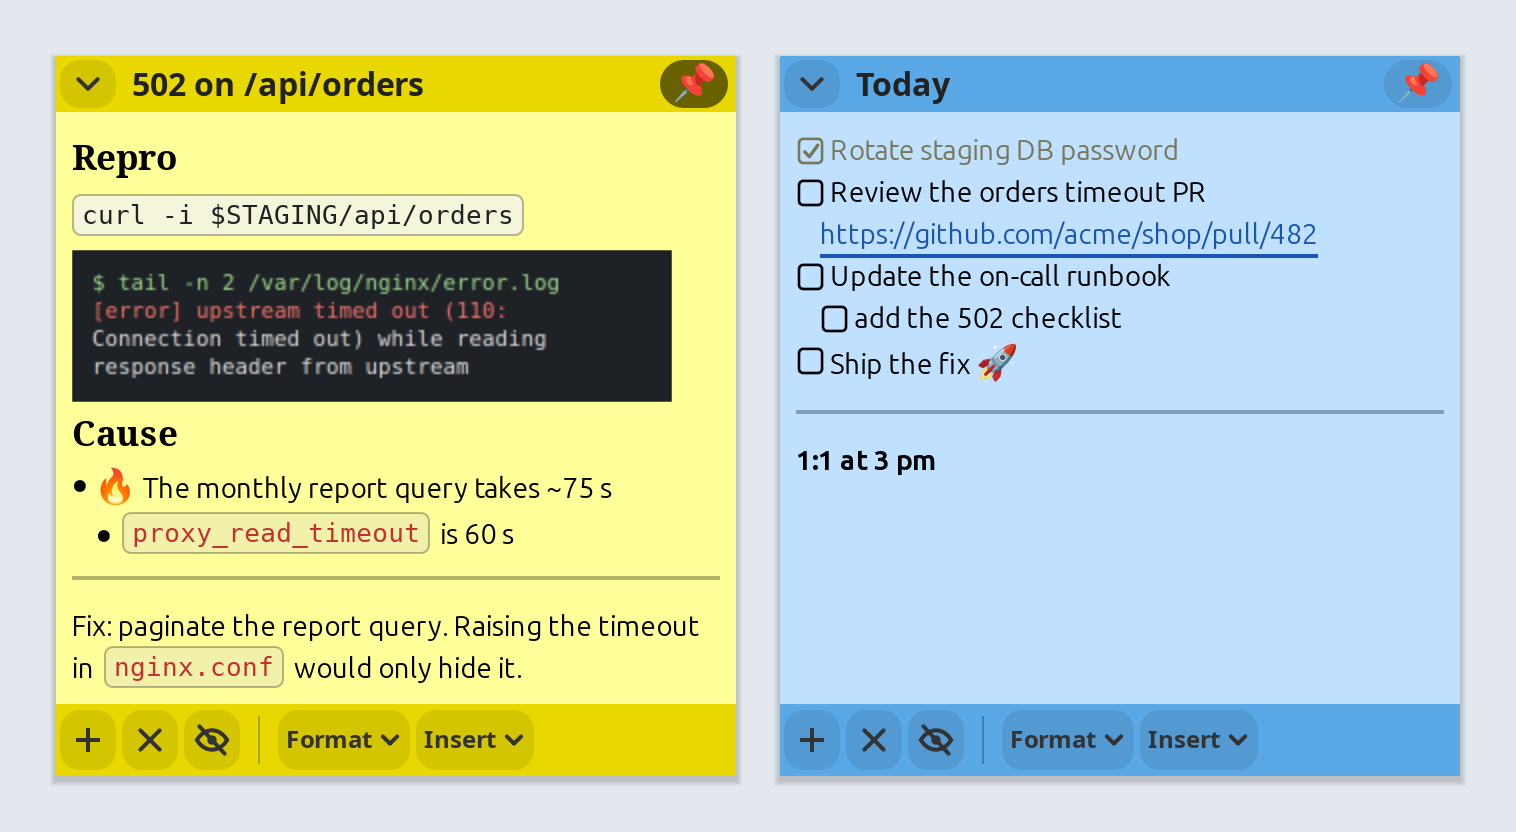 502 on /api/orders
Repro
curl -i $STAGING/api/orders
$ tail -n 2 /var/log/nginx/error.log
[error] upstream timed out (110:
Connection timed out) while reading
response header from upstream
Cause
🔥 The monthly report query takes ~75 s
proxy_read_timeout is 60 s
Fix: paginate the report query. Raising the timeout
in nginx.conf would only hide it.
Format
Insert
Today
Rotate staging DB password
Review the orders timeout PR
https://github.com/acme/shop/pull/482
Update the on-call runbook
add the 502 checklist
Ship the fix 🚀
1:1 at 3 pm
Format
Insert